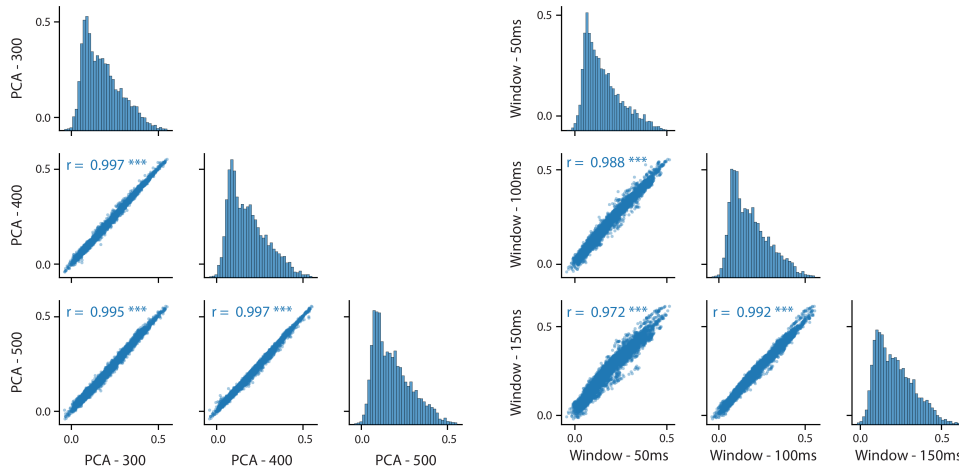 0.5
PCA - 300
0.0
0.5
Window - 50ms
0.0
r = 0.997 ***
0.5
PCA - 400
0.0
r = 0.988 ***
0.5
Window - 100ms
0.0
r = 0.995 ***
r = 0.997 ***
0.5
PCA - 500
0.0
r = 0.972 ***
r = 0.992 ***
0.5
Window - 150ms
0.0
0.0 0.5 0.0 0.5 0.0 0.5
PCA - 300 PCA - 400 PCA - 500
0.0 0.5 0.0 0.5 0.0 0.5
Window - 50ms Window - 100ms Window - 150ms